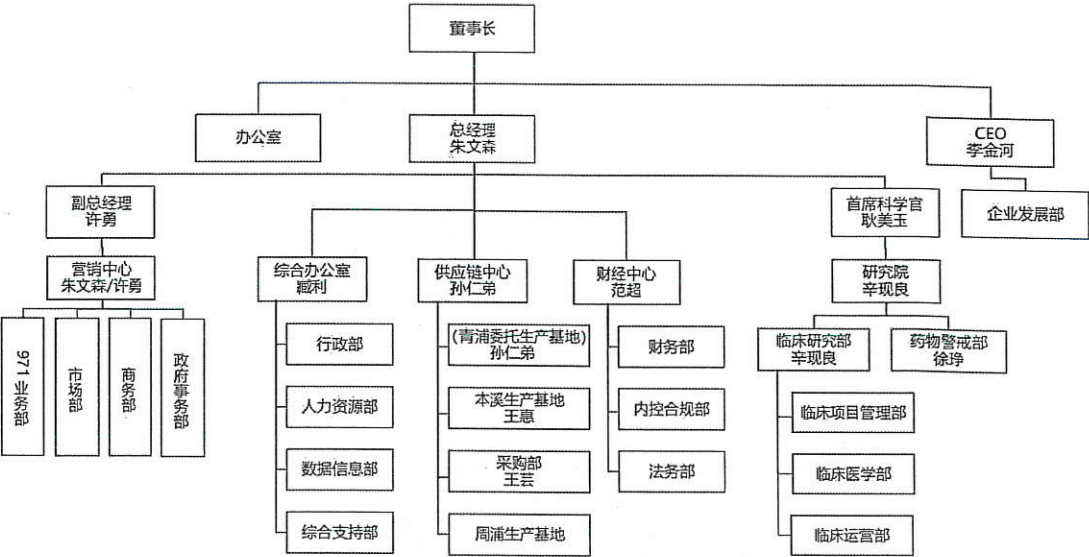 董事长
办公室
总经理
朱文森
CEO
李金河
副总经理
许勇
首席科学官
耿美玉
企业发展部
营销中心
朱文森/许勇
综合办公室
臧利
供应链中心
孙仁弟
财经中心
范超
研究院
辛现良
971业务部
市场部
商务部
政府事务部
行政部
(青浦委托生产基地)
孙仁弟
财务部
临床研究部
辛现良
药物警戒部
徐琤
人力资源部
本溪生产基地
王惠
内控合规部
临床项目管理部
数据信息部
采购部
王芸
法务部
临床医学部
综合支持部
周浦生产基地
临床运营部